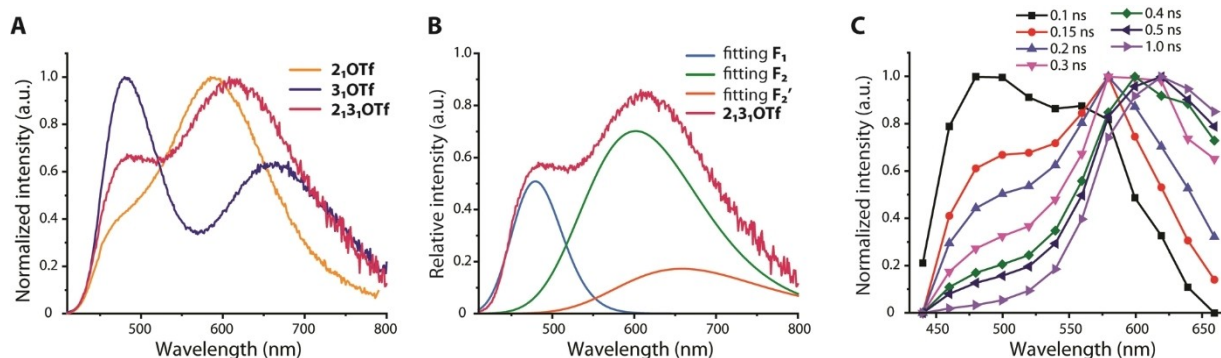 A
Normalized intensity (a.u.)
1.0
0.8
0.6
0.4
0.2
0
2₁OTf
3₁OTf
2₁3₁OTf
500
600
700
800
Wavelength (nm)
B
Relative intensity (a.u.)
1.0
0.8
0.6
0.4
0.2
0.0
fitting F₁
fitting F₂
fitting F₂'
2₁3₁OTf
500
600
700
800
Wavelength (nm)
C
0.1 ns
0.15 ns
0.2 ns
0.3 ns
0.4 ns
0.5 ns
1.0 ns
Normalized intensity (a.u.)
1.0
0.8
0.6
0.4
0.2
0
450
500
550
600
650
Wavelength (nm)